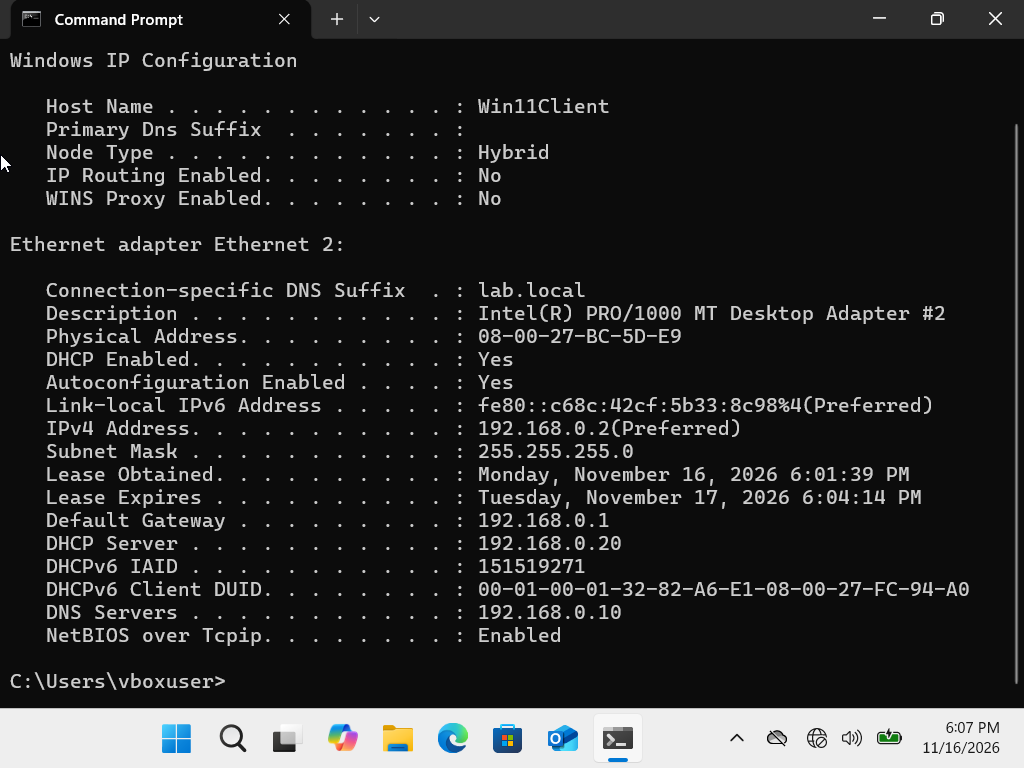 Command Prompt
Windows IP Configuration
Host Name . . . . . . . . . . . . : Win11Client
Primary Dns Suffix  . . . . . . . :
Node Type . . . . . . . . . . . . : Hybrid
IP Routing Enabled. . . . . . . . : No
WINS Proxy Enabled. . . . . . . . : No
Ethernet adapter Ethernet 2:
Connection-specific DNS Suffix  . : lab.local
Description . . . . . . . . . . . : Intel(R) PRO/1000 MT Desktop Adapter #2
Physical Address. . . . . . . . . : 08-00-27-BC-5D-E9
DHCP Enabled. . . . . . . . . . . : Yes
Autoconfiguration Enabled . . . . : Yes
Link-local IPv6 Address . . . . . : fe80::c68c:42cf:5b33:8c98%4(Preferred)
IPv4 Address. . . . . . . . . . . : 192.168.0.2(Preferred)
Subnet Mask . . . . . . . . . . . : 255.255.255.0
Lease Obtained. . . . . . . . . . : Monday, November 16, 2026 6:01:39 PM
Lease Expires . . . . . . . . . . : Tuesday, November 17, 2026 6:04:14 PM
Default Gateway . . . . . . . . . : 192.168.0.1
DHCP Server . . . . . . . . . . . : 192.168.0.20
DHCPv6 IAID . . . . . . . . . . . : 151519271
DHCPv6 Client DUID. . . . . . . . : 00-01-00-01-32-82-A6-E1-08-00-27-FC-94-A0
DNS Servers . . . . . . . . . . . : 192.168.0.10
NetBIOS over Tcpip. . . . . . . . : Enabled
C:\Users\vboxuser>
6:07 PM
11/16/2026